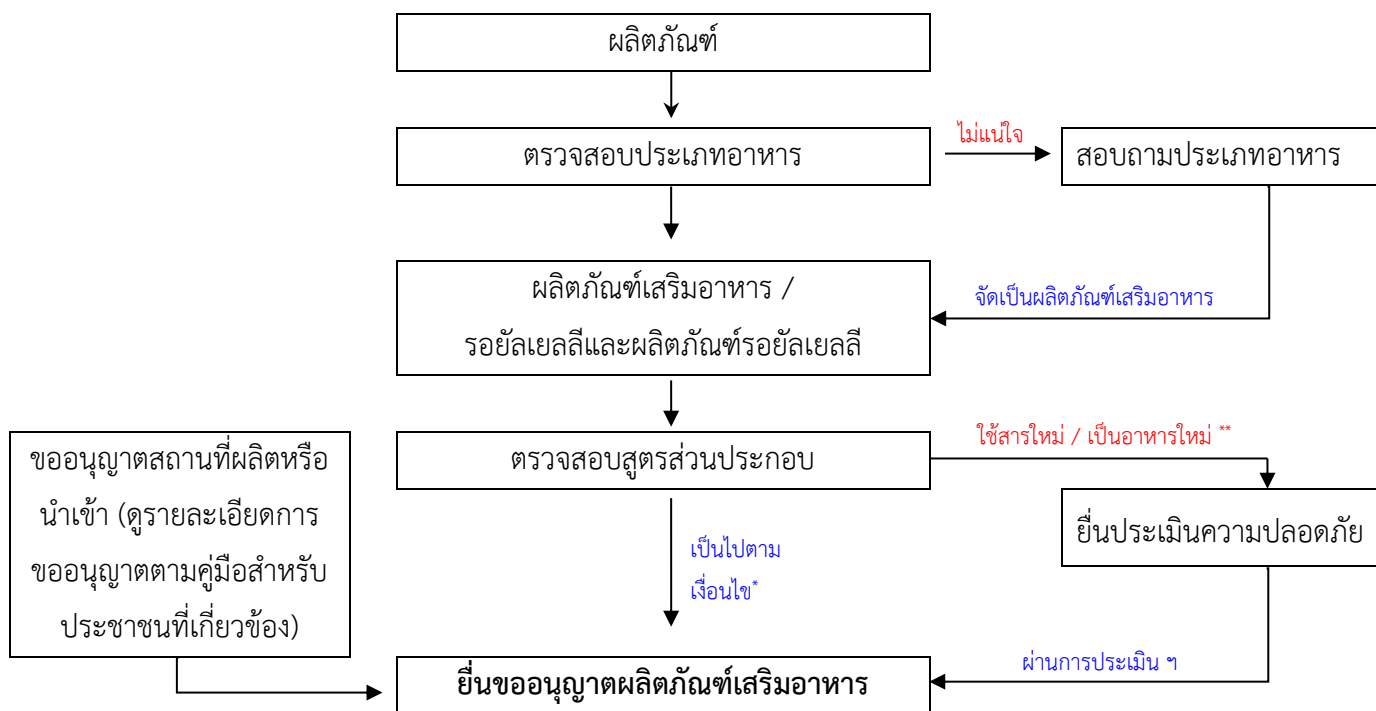 ผลิตภัณฑ์
ตรวจสอบประเภทอาหาร
ไม่แน่ใจ
สอบถามประเภทอาหาร
ผลิตภัณฑ์เสริมอาหาร /
รอยัลเยลลีและผลิตภัณฑ์รอยัลเยลลี
จัดเป็นผลิตภัณฑ์เสริมอาหาร
ขออนุญาตสถานที่ผลิตหรือ
นำเข้า (ดูรายละเอียดการ
ขออนุญาตตามคู่มือสำหรับ
ประชาชนที่เกี่ยวข้อง)
ตรวจสอบสูตรส่วนประกอบ
ใช้สารใหม่ / เป็นอาหารใหม่ **
ยื่นประเมินความปลอดภัย
เป็นไปตาม
เงื่อนไข*
ผ่านการประเมิน ฯ
ยื่นขออนุญาตผลิตภัณฑ์เสริมอาหาร